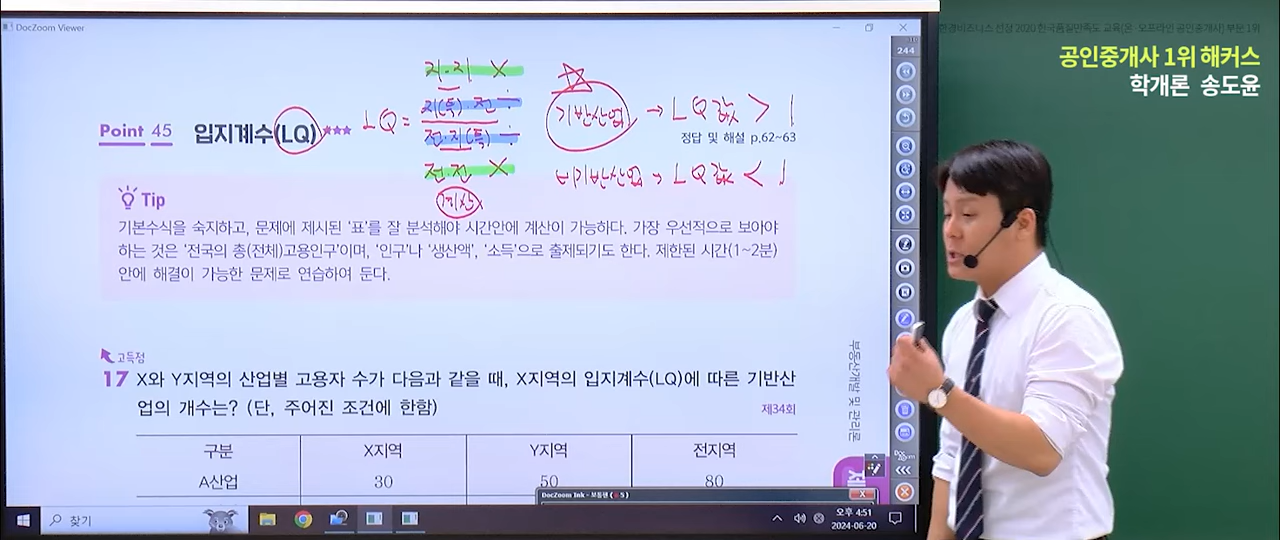 DocZoom Viewer
한경비즈니스 선정 2020 한국품질만족도 교육(온·오프라인 공인중개사) 부문 1위
244
공인중개사 1위 해커스
학개론 송도윤
지·지 X
지(특)·전 ÷
LQ =
전·지(특) ÷
전·전 X
계산
기반산업 → LQ값 > 1
비기반산업 → LQ값 < 1
Point 45 입지계수(LQ) ★★★
정답 및 해설 p.62~63
Tip
기본수식을 숙지하고, 문제에 제시된 '표'를 잘 분석해야 시간안에 계산이 가능하다. 가장 우선적으로 보아야
하는 것은 '전국의 총(전체)고용인구'이며, '인구'나 '생산액', '소득'으로 출제되기도 한다. 제한된 시간(1~2분)
안에 해결이 가능한 문제로 연습하여 둔다.
고득점
17 X와 Y지역의 산업별 고용자 수가 다음과 같을 때, X지역의 입지계수(LQ)에 따른 기반산
업의 개수는? (단, 주어진 조건에 한함)
제34회
구분 X지역 Y지역 전지역
A산업 30 50 80
부동산개발 및 관리론
DocZoom Ink - 보통펜 ( 5 )
찾기
오후 4:51
2024-06-20